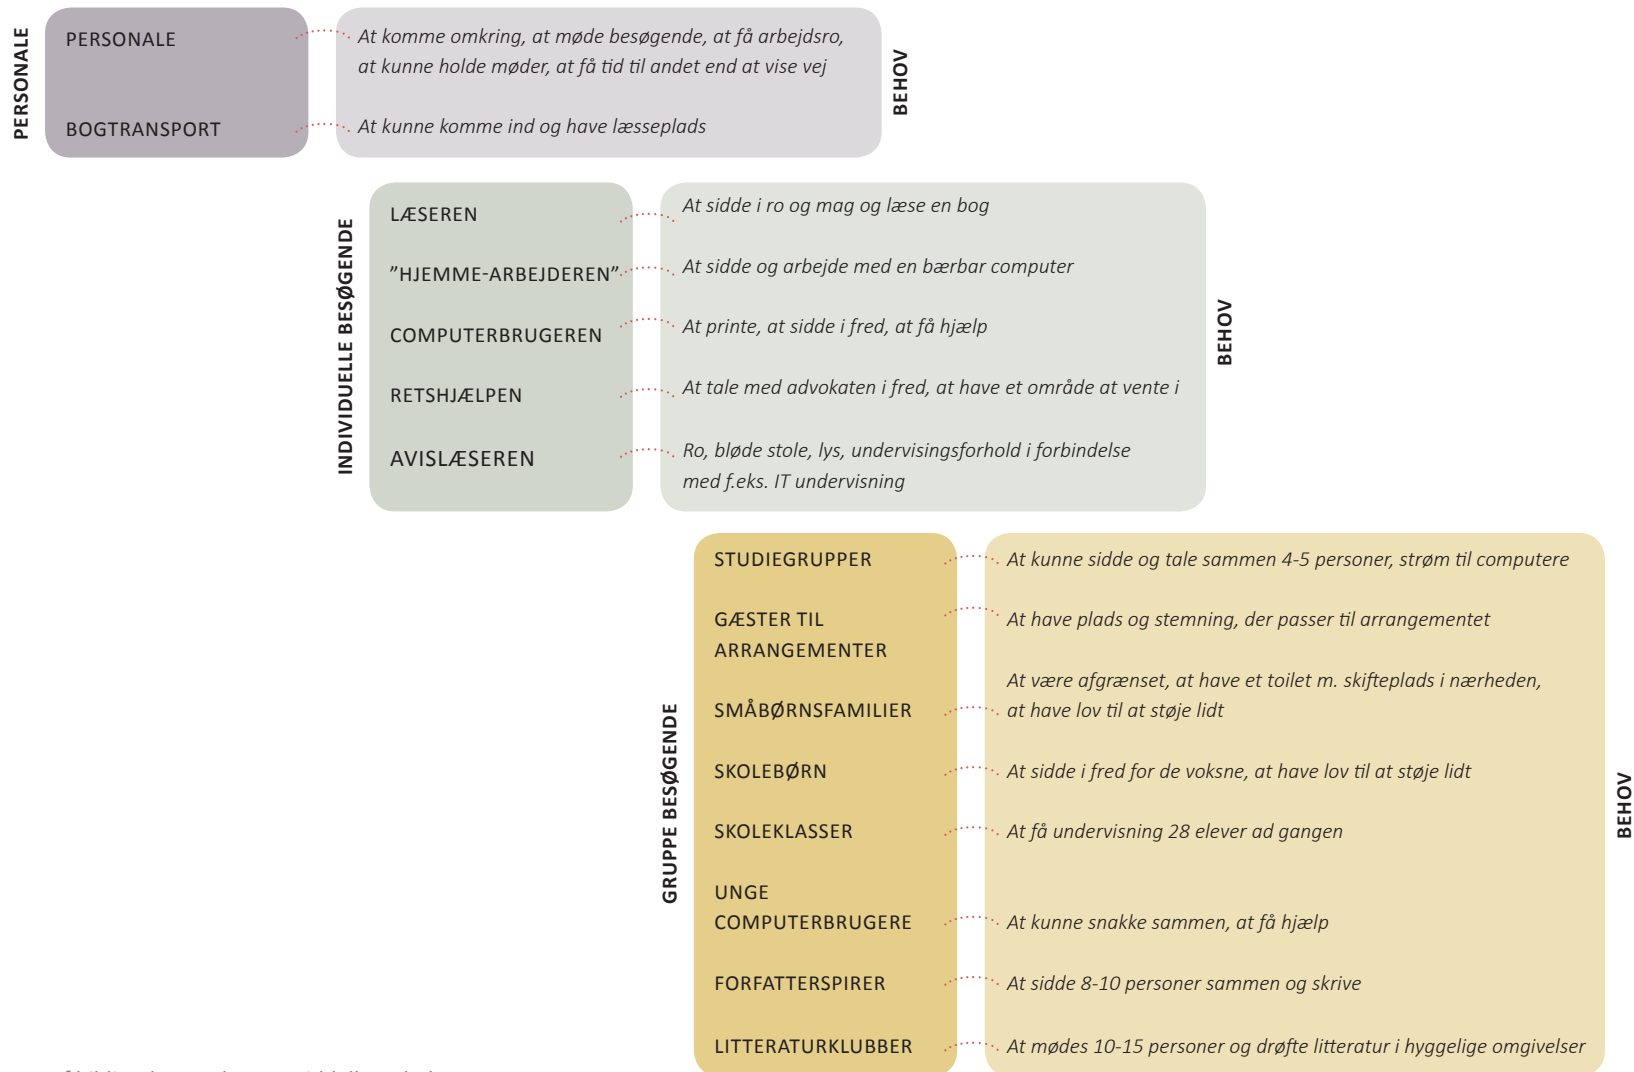 PERSONALE
PERSONALE
At komme omkring, at møde besøgende, at få arbejdsro,
at kunne holde møder, at få tid til andet end at vise vej
BOGTRANSPORT
At kunne komme ind og have læsseplads
BEHOV
INDIVIDUELLE BESØGENDE
LÆSEREN
At sidde i ro og mag og læse en bog
”HJEMME-ARBEJDEREN”
At sidde og arbejde med en bærbar computer
COMPUTERBRUGEREN
At printe, at sidde i fred, at få hjælp
RETSHJÆLPEN
At tale med advokaten i fred, at have et område at vente i
AVISLÆSEREN
Ro, bløde stole, lys, undervisingsforhold i forbindelse
med f.eks. IT undervisning
BEHOV
GRUPPE BESØGENDE
STUDIEGRUPPER
At kunne sidde og tale sammen 4-5 personer, strøm til computere
GÆSTER TIL
ARRANGEMENTER
At have plads og stemning, der passer til arrangementet
SMÅBØRNSFAMILIER
At være afgrænset, at have et toilet m. skifteplads i nærheden,
at have lov til at støje lidt
SKOLEBØRN
At sidde i fred for de voksne, at have lov til at støje lidt
SKOLEKLASSER
At få undervisning 28 elever ad gangen
UNGE
COMPUTERBRUGERE
At kunne snakke sammen, at få hjælp
FORFATTERSPIRER
At sidde 8-10 personer sammen og skrive
LITTERATURKLUBBER
At mødes 10-15 personer og drøfte litteratur i hyggelige omgivelser
BEHOV